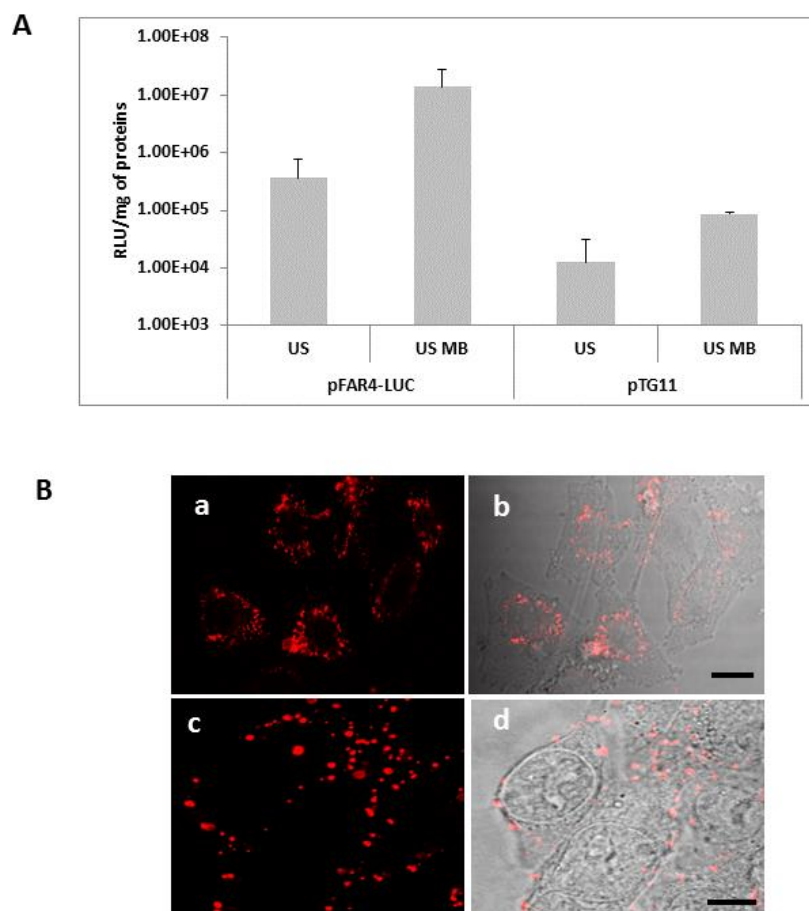 A
1.00E+08
1.00E+07
1.00E+06
1.00E+05
1.00E+04
1.00E+03
RLU/mg of proteins
US
US MB
US
US MB
pFAR4-LUC
pTG11
B
a
b
c
d